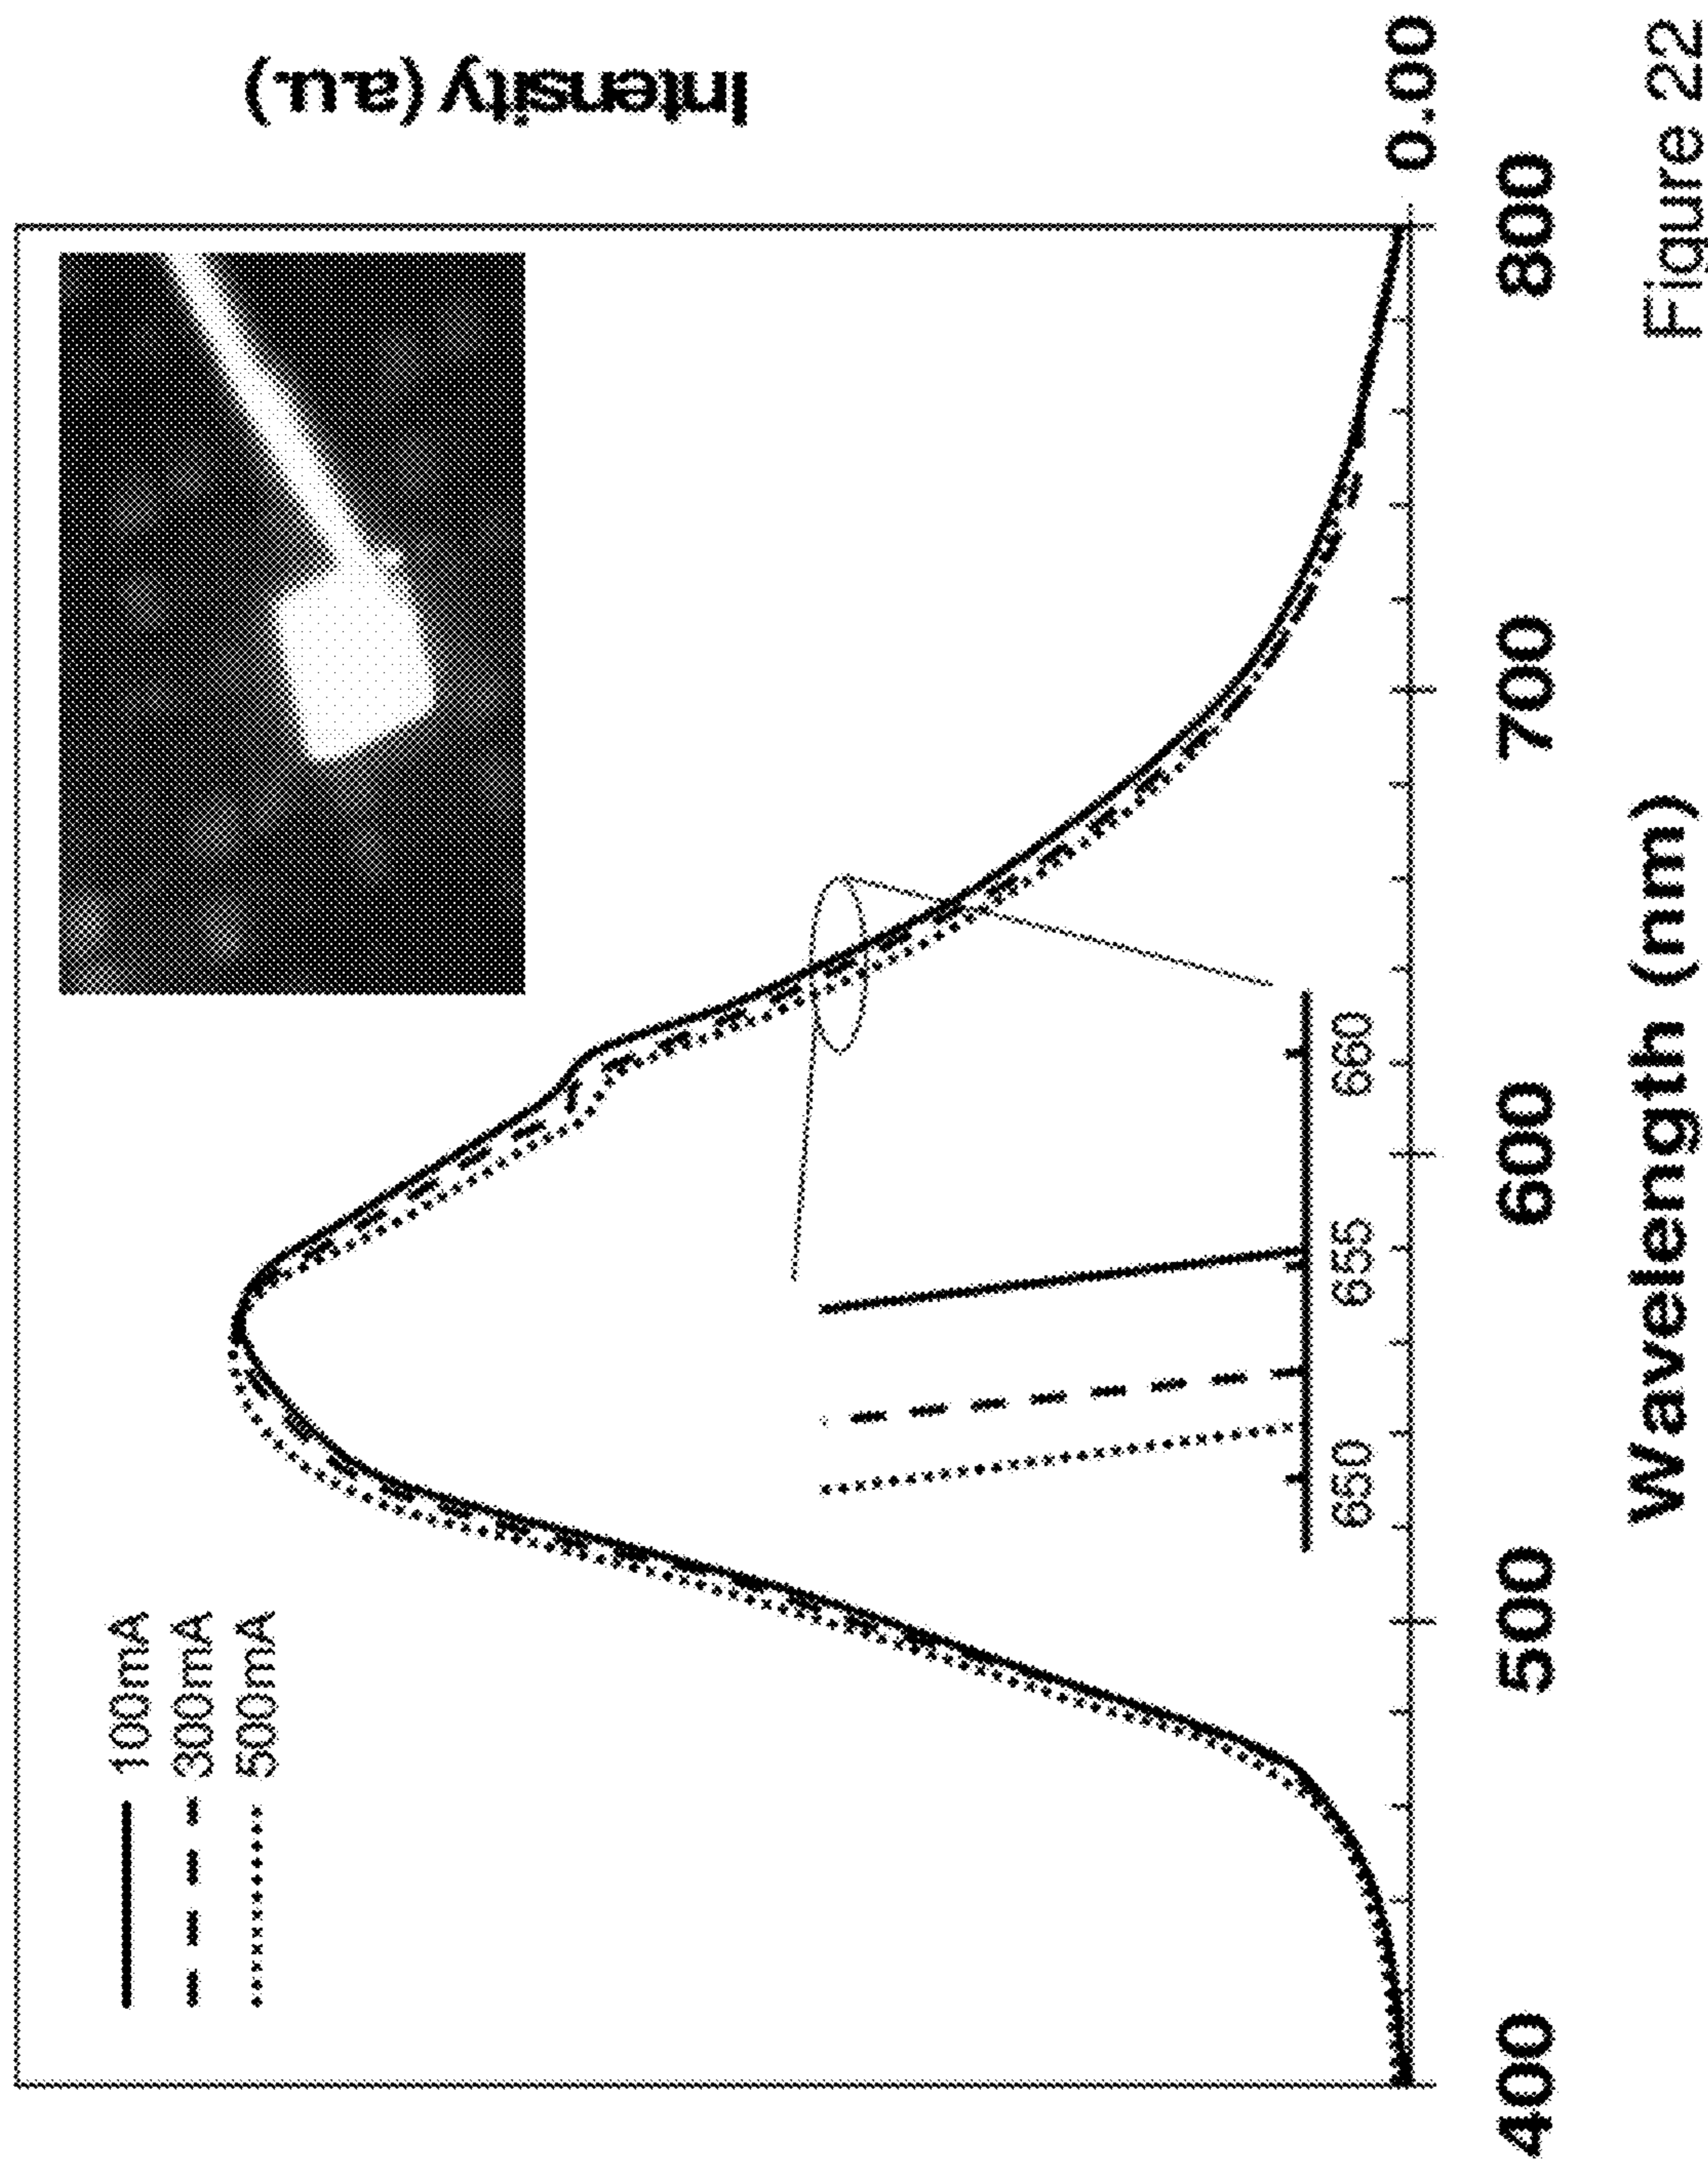 100mA
300mA
500mA
Intensity (a.u.)
650 655 660
0.00
400 500 600 700 800
Wavelength (nm)
Figure 22